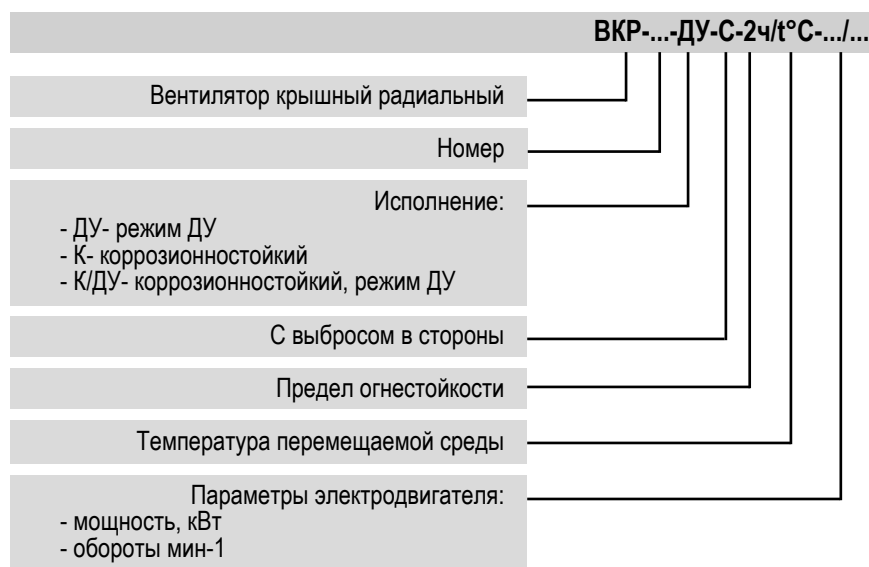 ВКР-...-ДУ-С-2ч/t°С-.../...
Вентилятор крышный радиальный
Номер
Исполнение:
- ДУ- режим ДУ
- К- коррозионностойкий
- К/ДУ- коррозионностойкий, режим ДУ
С выбросом в стороны
Предел огнестойкости
Температура перемещаемой среды
Параметры электродвигателя:
- мощность, кВт
- обороты мин-1